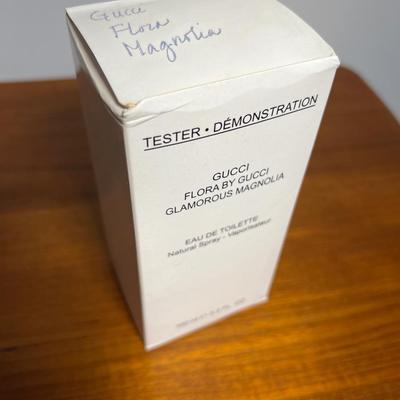 Gucci
Flora
Magnolia
TESTER • DÉMONSTRATION
GUCCI
FLORA BY GUCCI
GLAMOROUS MAGNOLIA
EAU DE TOILETTE
Natural Spray - Vaporisateur